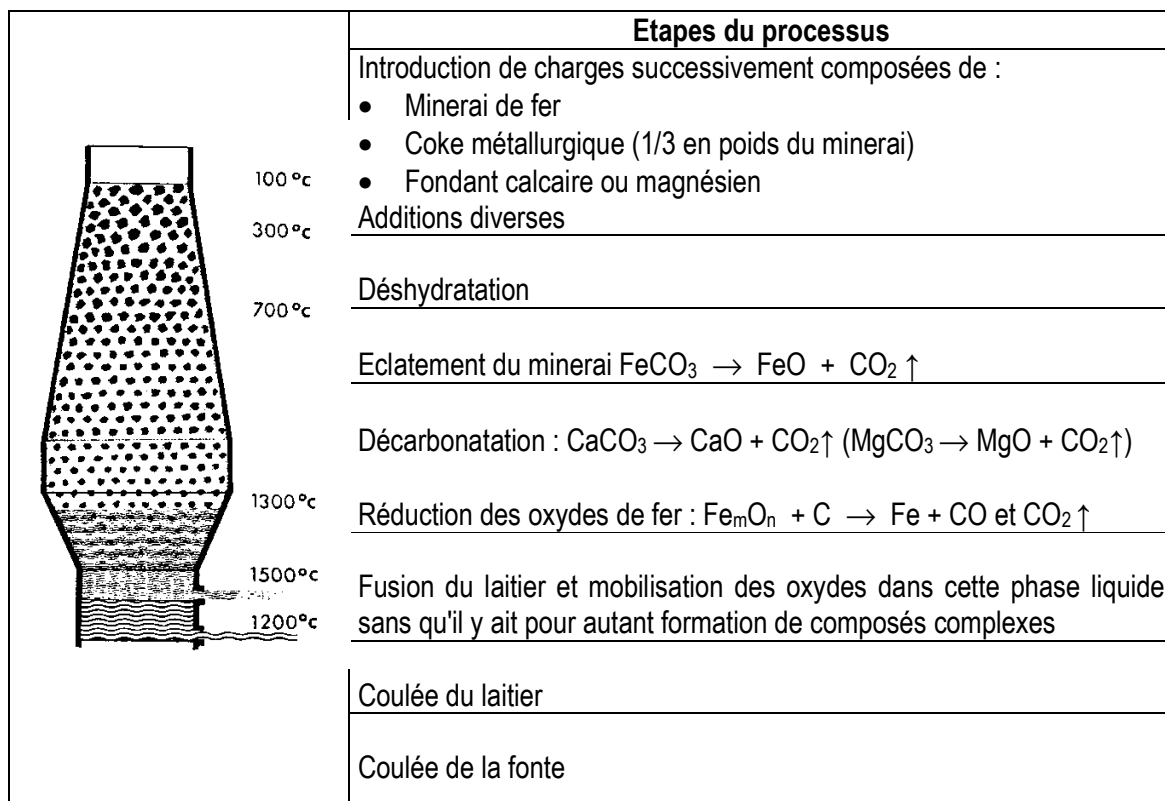 Etapes du processus
Introduction de charges successivement composées de :
• Minerai de fer
• Coke métallurgique (1/3 en poids du minerai)
• Fondant calcaire ou magnésien
Additions diverses
Déshydratation
Eclatement du minerai FeCO₃ → FeO + CO₂ ↑
Décarbonatation : CaCO₃ → CaO + CO₂↑ (MgCO₃ → MgO + CO₂↑)
Réduction des oxydes de fer : FeₘOₙ + C → Fe + CO et CO₂ ↑
Fusion du laitier et mobilisation des oxydes dans cette phase liquide
sans qu'il y ait pour autant formation de composés complexes
Coulée du laitier
Coulée de la fonte
100 °c
300 °c
700 °c
1300 °c
1500 °c
1200 °c